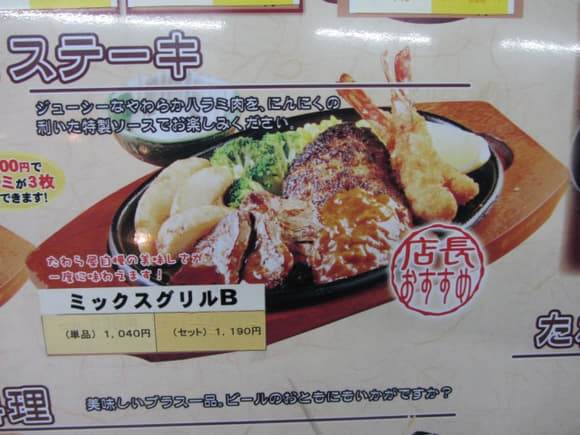 ステーキ
ジューシーなやわらかハラミ肉を、にんにくの
利いた特製ソースでお楽しみください。
00円で
ミが3枚
できます!
たわら屋自慢の美味しさが
一度に味わえます!
店長
おすすめ
ミックスグリルB
(単品) 1,040円 (セット) 1,190円
た
理
美味しいプラス一品。ビールのおともにもいかがですか?